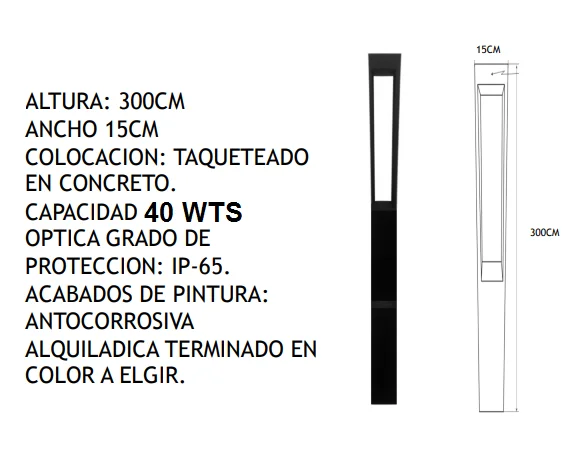 15CM
ALTURA: 300CM
ANCHO 15CM
COLOCACION: TAQUETEADO
EN CONCRETO.
CAPACIDAD 40 WTS
OPTICA GRADO DE
PROTECCION: IP-65.
ACABADOS DE PINTURA:
ANTOCORROSIVA
ALQUILADICA TERMINADO EN
COLOR A ELGIR.
300CM